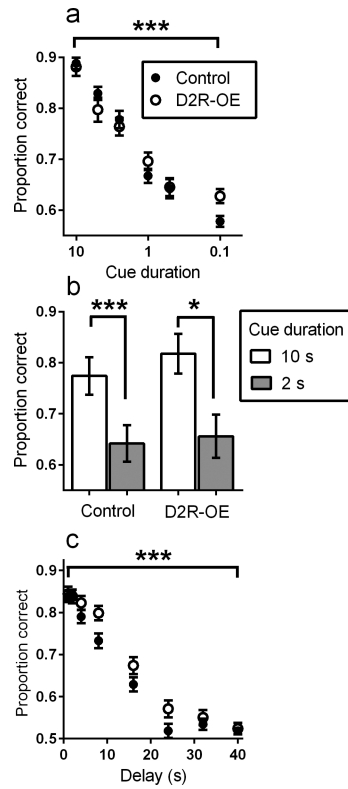 a
***
Control
D2R-OE
Proportion correct
0.9
0.8
0.7
0.6
10
1
0.1
Cue duration
b
***
*
Cue duration
10 s
2 s
Proportion correct
0.9
0.8
0.7
0.6
Control
D2R-OE
c
***
Proportion correct
0.9
0.8
0.7
0.6
0.5
0
10
20
30
40
Delay (s)